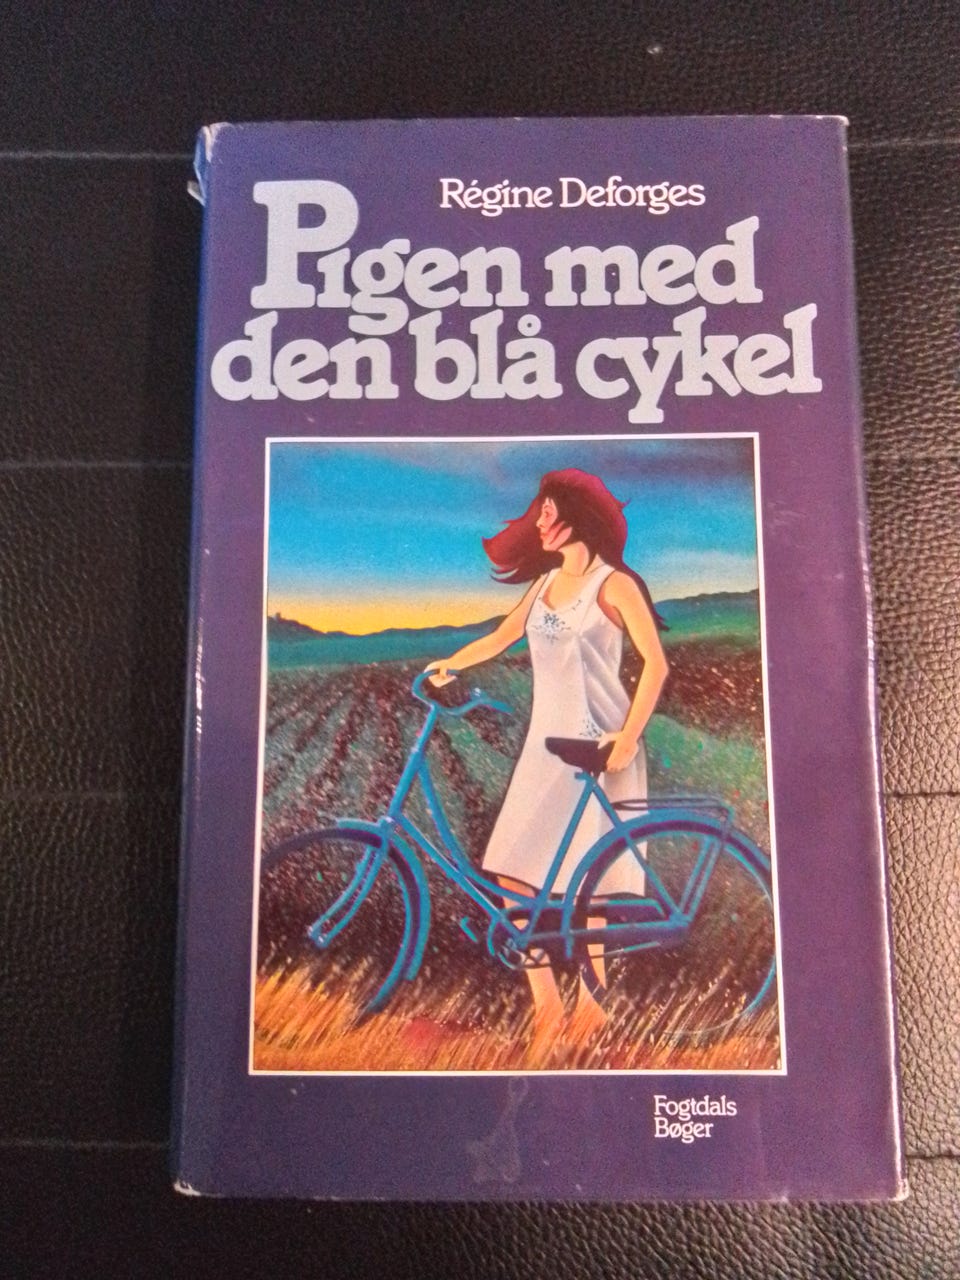 Régine Deforges
Pigen med
den blå cykel
Fogtdals
Bøger